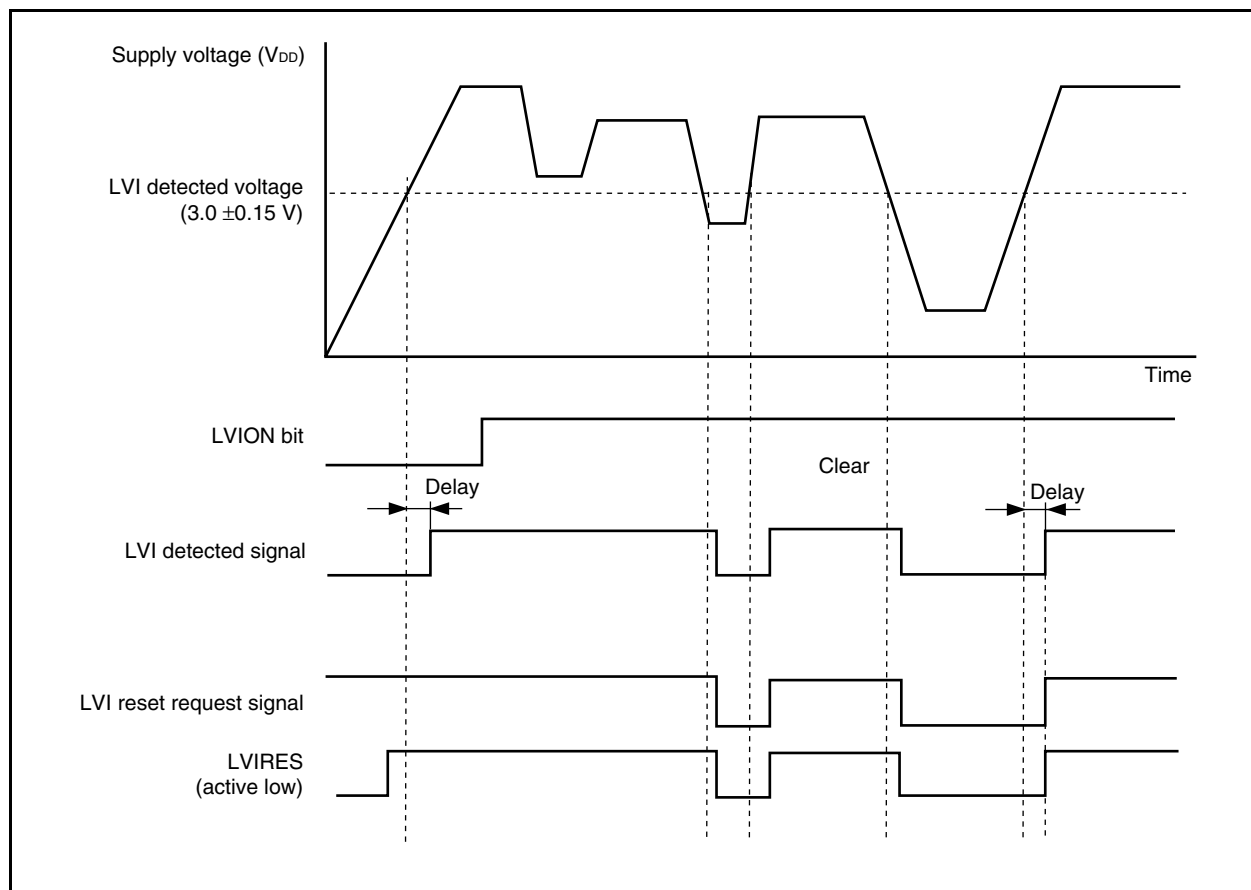 Supply voltage (VDD)
LVI detected voltage
(3.0 ±0.15 V)
Time
LVION bit
Clear
Delay
Delay
LVI detected signal
LVI reset request signal
LVIRES
(active low)